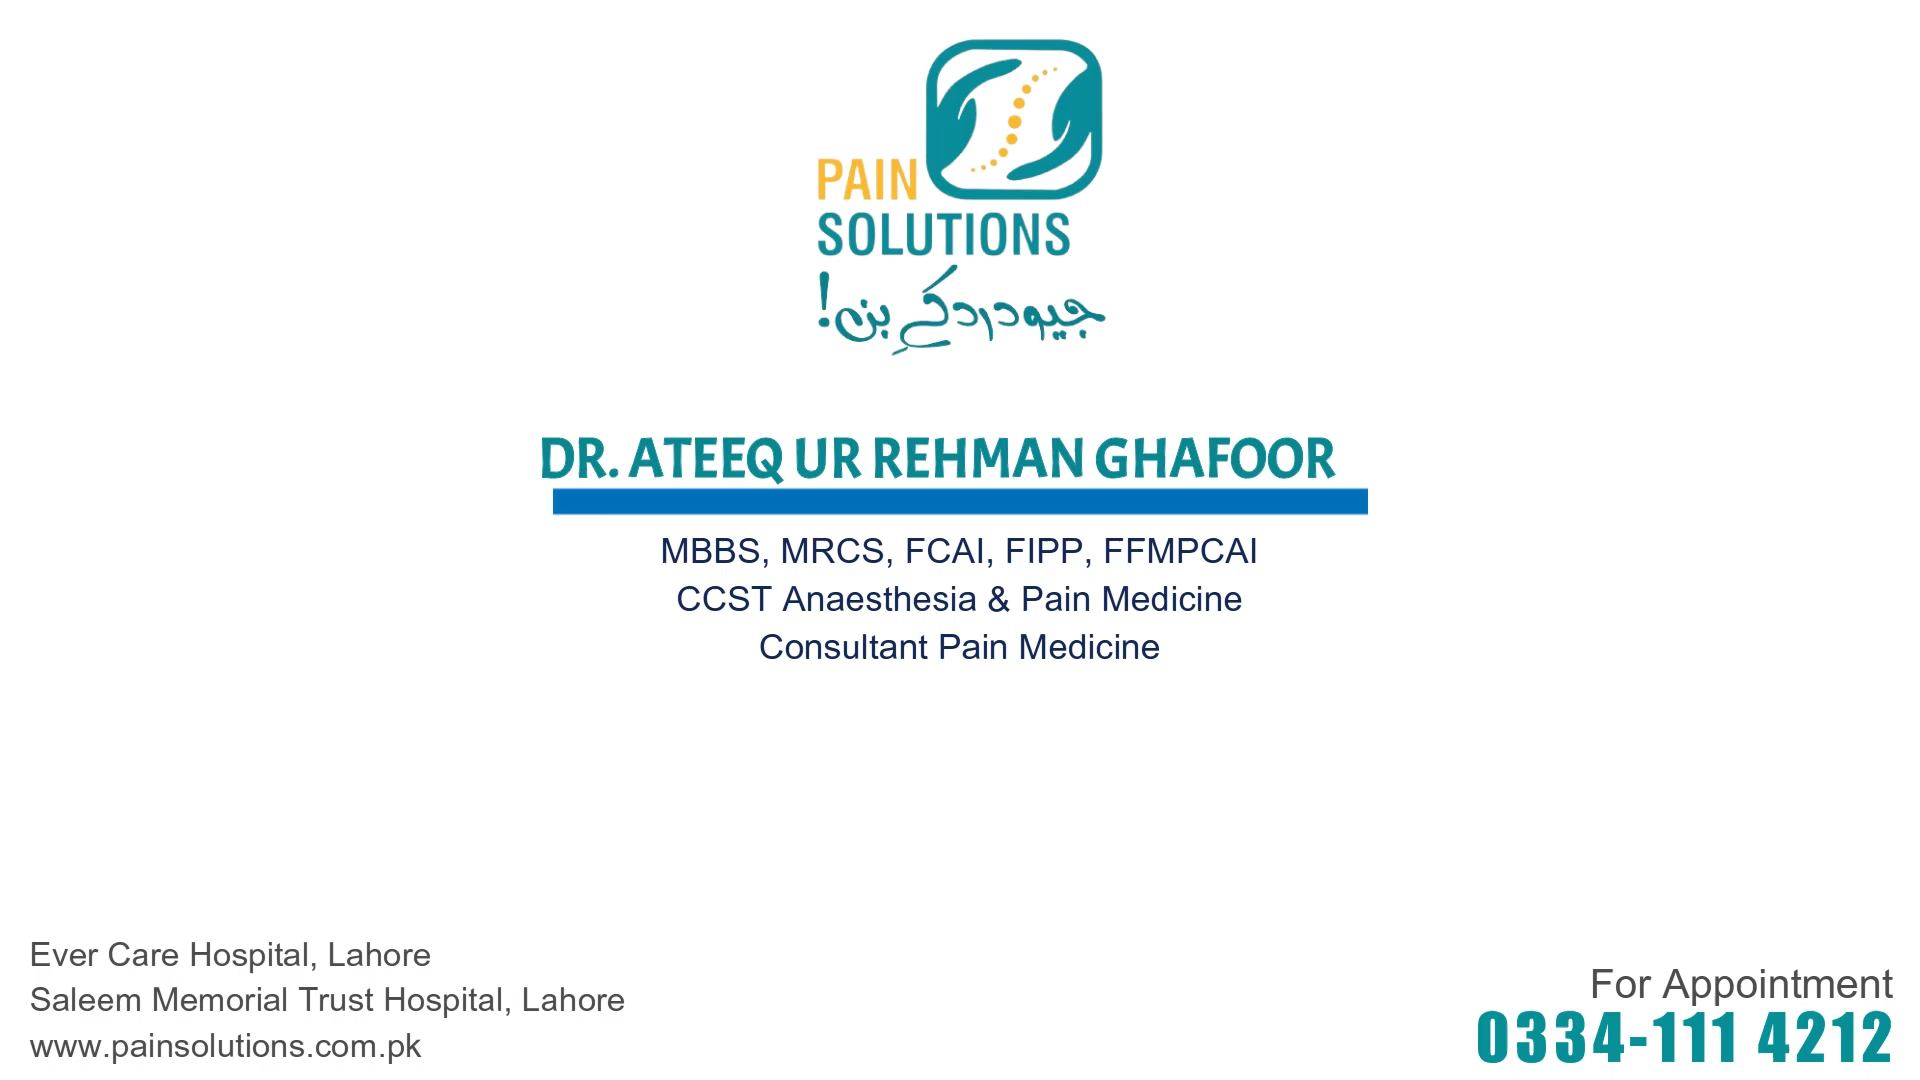 PAIN
SOLUTIONS
جیو درد کے بِن!
DR. ATEEQ UR REHMAN GHAFOOR
MBBS, MRCS, FCAI, FIPP, FFMPCAI
CCST Anaesthesia & Pain Medicine
Consultant Pain Medicine
Ever Care Hospital, Lahore
Saleem Memorial Trust Hospital, Lahore
www.painsolutions.com.pk
For Appointment
0334-111 4212